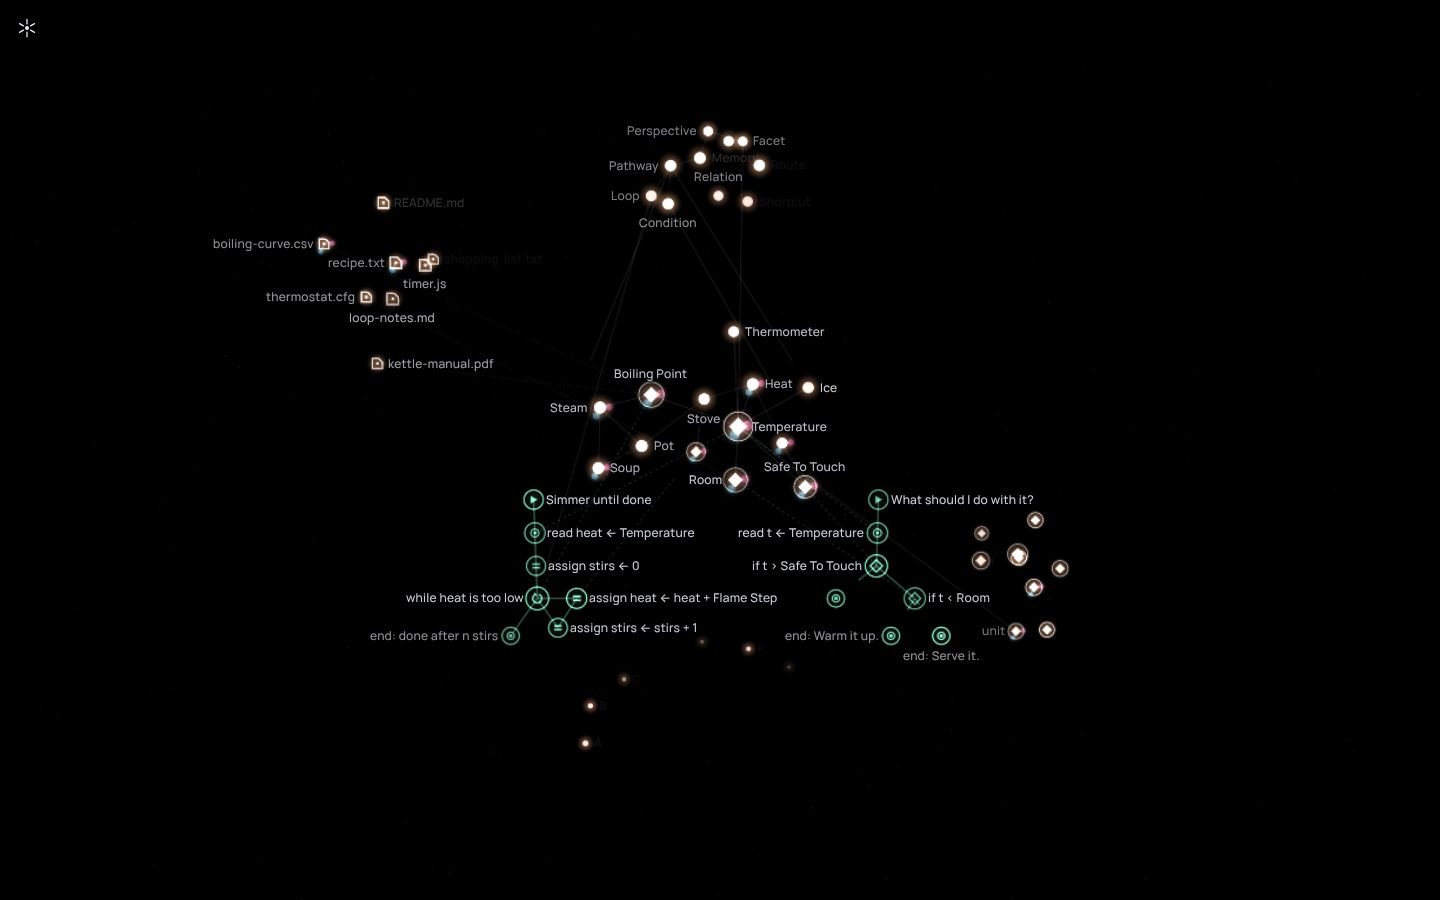 Perspective
Facet
Memory
Pathway
Route
Relation
Loop
Shortcut
Condition
README.md
boiling-curve.csv
recipe.txt
shopping-list.txt
timer.js
thermostat.cfg
loop-notes.md
kettle-manual.pdf
Thermometer
Boiling Point
Heat
Ice
Steam
Stove
Temperature
Pot
Soup
Safe To Touch
Room
Simmer until done
What should I do with it?
read heat ← Temperature
read t ← Temperature
assign stirs ← 0
if t > Safe To Touch
while heat is too low
assign heat ← heat + Flame Step
if t < Room
assign stirs ← stirs + 1
end: done after n stirs
end: Warm it up.
unit
end: Serve it.
F
C
B
A